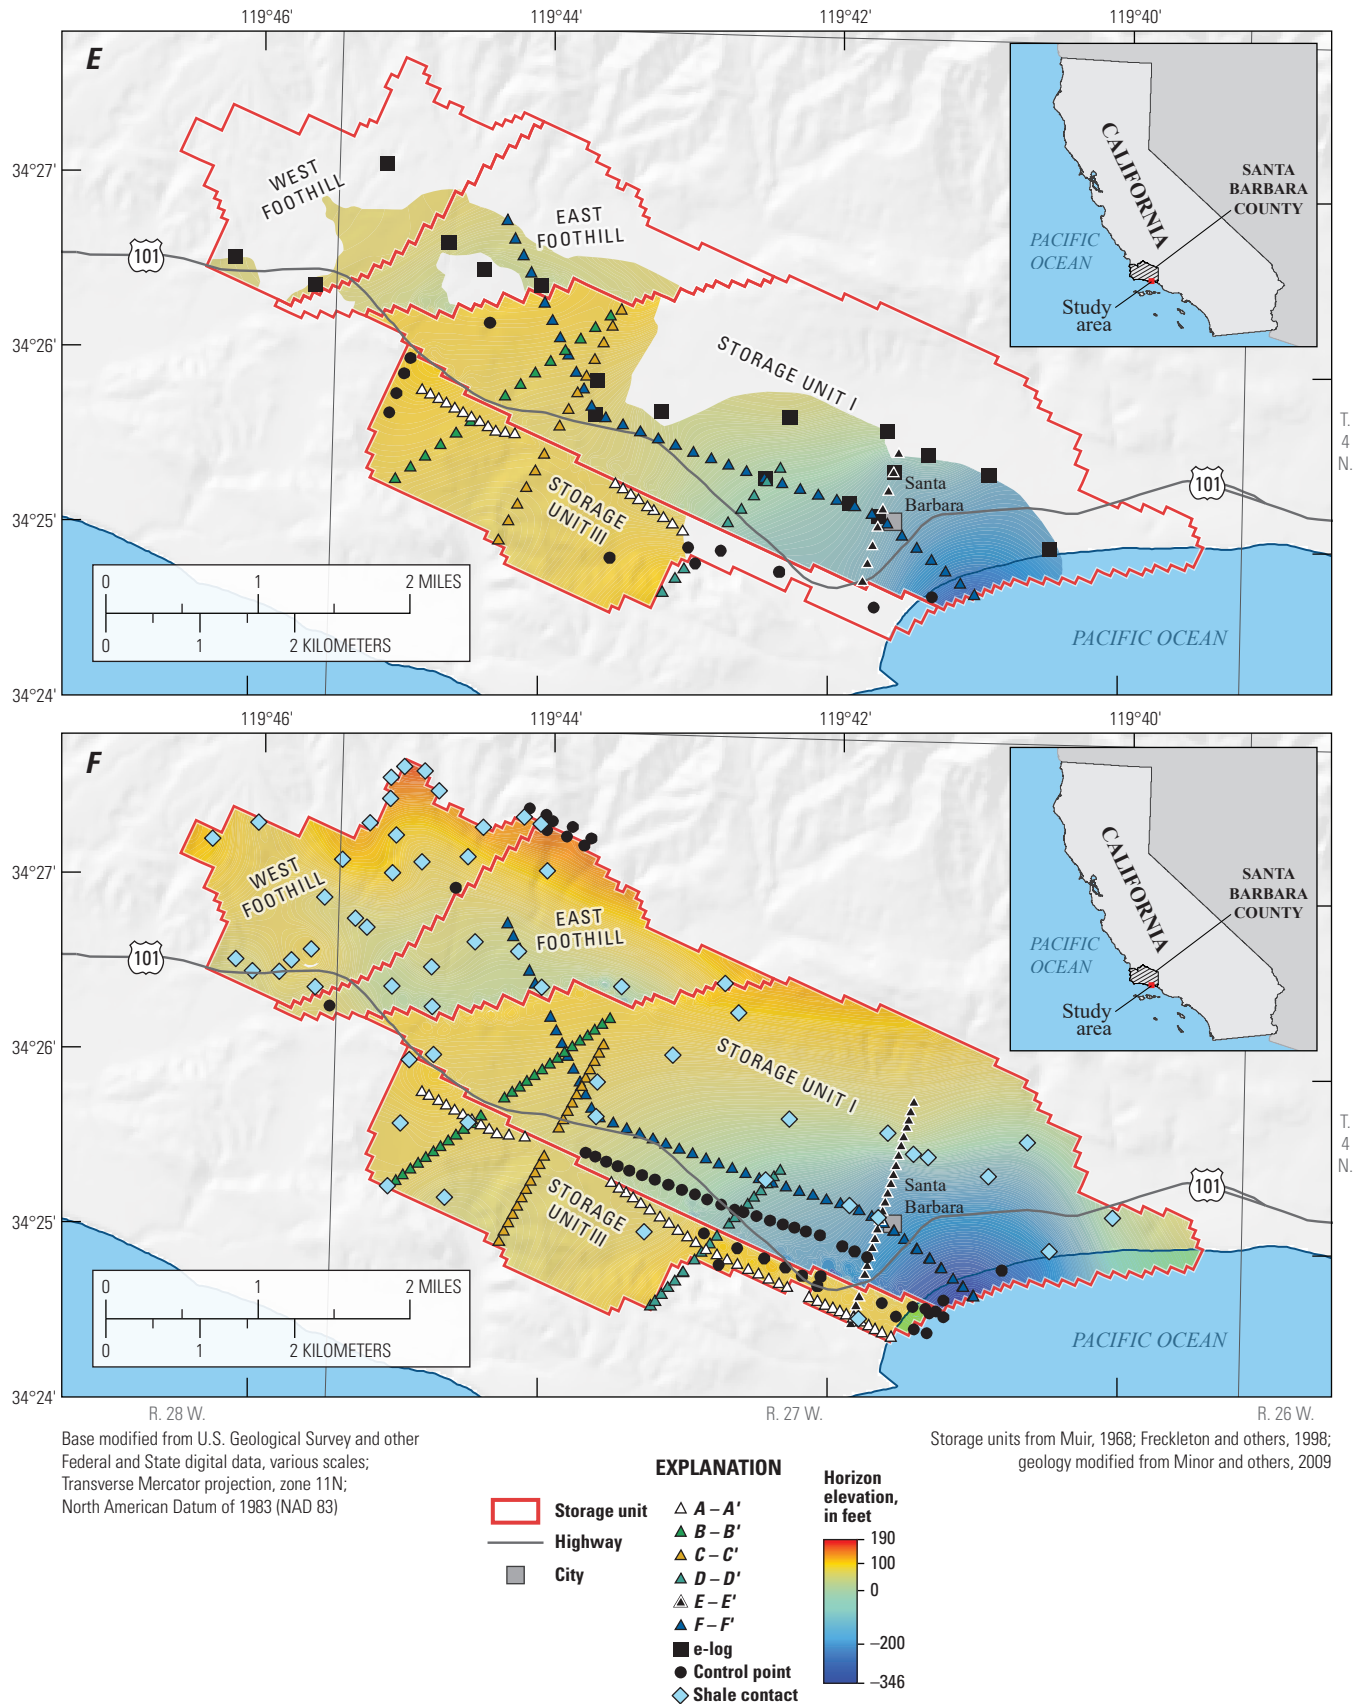 119°46'
119°44'
119°42'
119°40'
E
34°27'
34°26'
34°25'
34°24'
WEST
FOOTHILL
EAST
FOOTHILL
101
STORAGE UNIT I
STORAGE
UNIT III
Santa
Barbara
101
T.
4
N.
CALIFORNIA
SANTA
BARBARA
COUNTY
PACIFIC
OCEAN
Study
area
0 1 2 MILES
0 1 2 KILOMETERS
PACIFIC OCEAN
119°46'
119°44'
119°42'
119°40'
F
34°27'
34°26'
34°25'
34°24'
WEST
FOOTHILL
EAST
FOOTHILL
101
STORAGE UNIT I
STORAGE
UNIT III
Santa
Barbara
101
T.
4
N.
CALIFORNIA
SANTA
BARBARA
COUNTY
PACIFIC
OCEAN
Study
area
0 1 2 MILES
0 1 2 KILOMETERS
PACIFIC OCEAN
R. 28 W.
R. 27 W.
R. 26 W.
Base modified from U.S. Geological Survey and other
Federal and State digital data, various scales;
Transverse Mercator projection, zone 11N;
North American Datum of 1983 (NAD 83)
Storage units from Muir, 1968; Freckleton and others, 1998;
geology modified from Minor and others, 2009
EXPLANATION
Storage unit
Highway
City
A – A'
B – B'
C – C'
D – D'
E – E'
F – F'
e-log
Control point
Shale contact
Horizon
elevation,
in feet
190
100
0
–200
–346